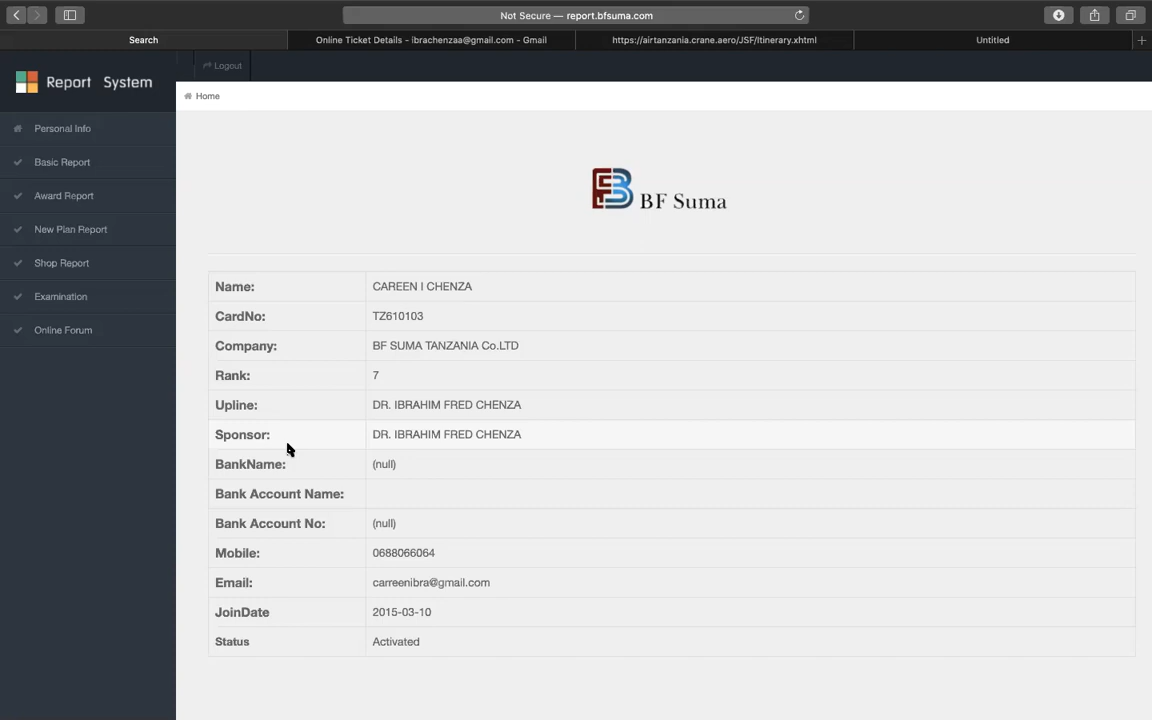 Not Secure — report.bfsuma.com
Search
Online Ticket Details - ibrachenzaa@gmail.com - Gmail
https://airtanzania.crane.aero/JSF/Itinerary.xhtml
Untitled
Report System
Logout
Home
Personal Info
Basic Report
Award Report
New Plan Report
Shop Report
Examination
Online Forum
BF Suma
Name: CAREEN I CHENZA
CardNo: TZ610103
Company: BF SUMA TANZANIA Co.LTD
Rank: 7
Upline: DR. IBRAHIM FRED CHENZA
Sponsor: DR. IBRAHIM FRED CHENZA
BankName: (null)
Bank Account Name:
Bank Account No: (null)
Mobile: 0688066064
Email: carreenibra@gmail.com
JoinDate 2015-03-10
Status Activated